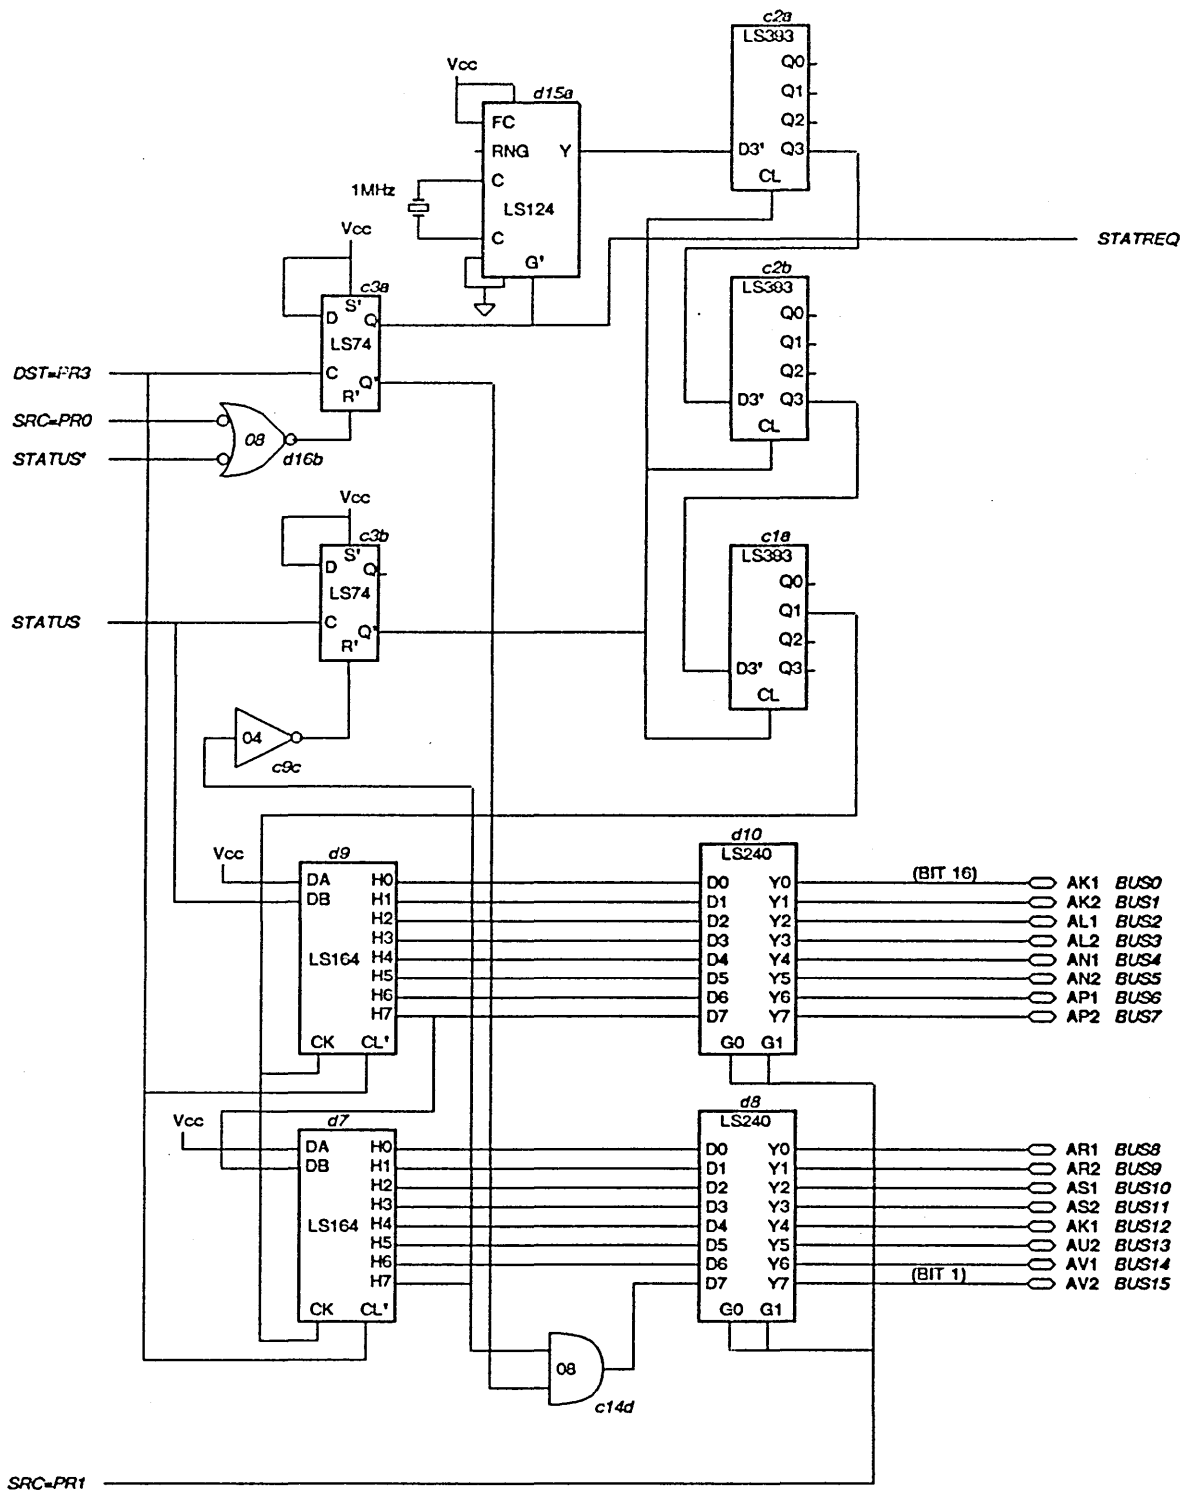 c2a
LS393
Q0
Q1
Q2
D3' Q3
CL
Vcc
d15a
FC
RNG Y
C
1MHz
LS124
C
G'
STATREQ
Vcc
c3a
S'
D Q
LS74
C
Q'
R'
c2b
LS393
Q0
Q1
Q2
D3' Q3
CL
DST=PR3
SRC=PR0
STATUS'
08
d16b
Vcc
c3b
S'
D Q
LS74
C
Q'
R'
STATUS
c1a
LS393
Q0
Q1
Q2
D3' Q3
CL
04
c9c
Vcc
d9
DA H0
DB H1
H2
H3
LS164 H4
H5
H6
H7
CK CL'
d10
LS240
D0 Y0 (BIT 16) AK1 BUS0
D1 Y1 AK2 BUS1
D2 Y2 AL1 BUS2
D3 Y3 AL2 BUS3
D4 Y4 AN1 BUS4
D5 Y5 AN2 BUS5
D6 Y6 AP1 BUS6
D7 Y7 AP2 BUS7
G0 G1
Vcc
d7
DA H0
DB H1
H2
H3
LS164 H4
H5
H6
H7
CK CL'
d8
LS240
D0 Y0 AR1 BUS8
D1 Y1 AR2 BUS9
D2 Y2 AS1 BUS10
D3 Y3 AS2 BUS11
D4 Y4 AK1 BUS12
D5 Y5 AU2 BUS13
D6 Y6 AV1 BUS14
D7 Y7 (BIT 1) AV2 BUS15
G0 G1
08
c14d
SRC=PR1